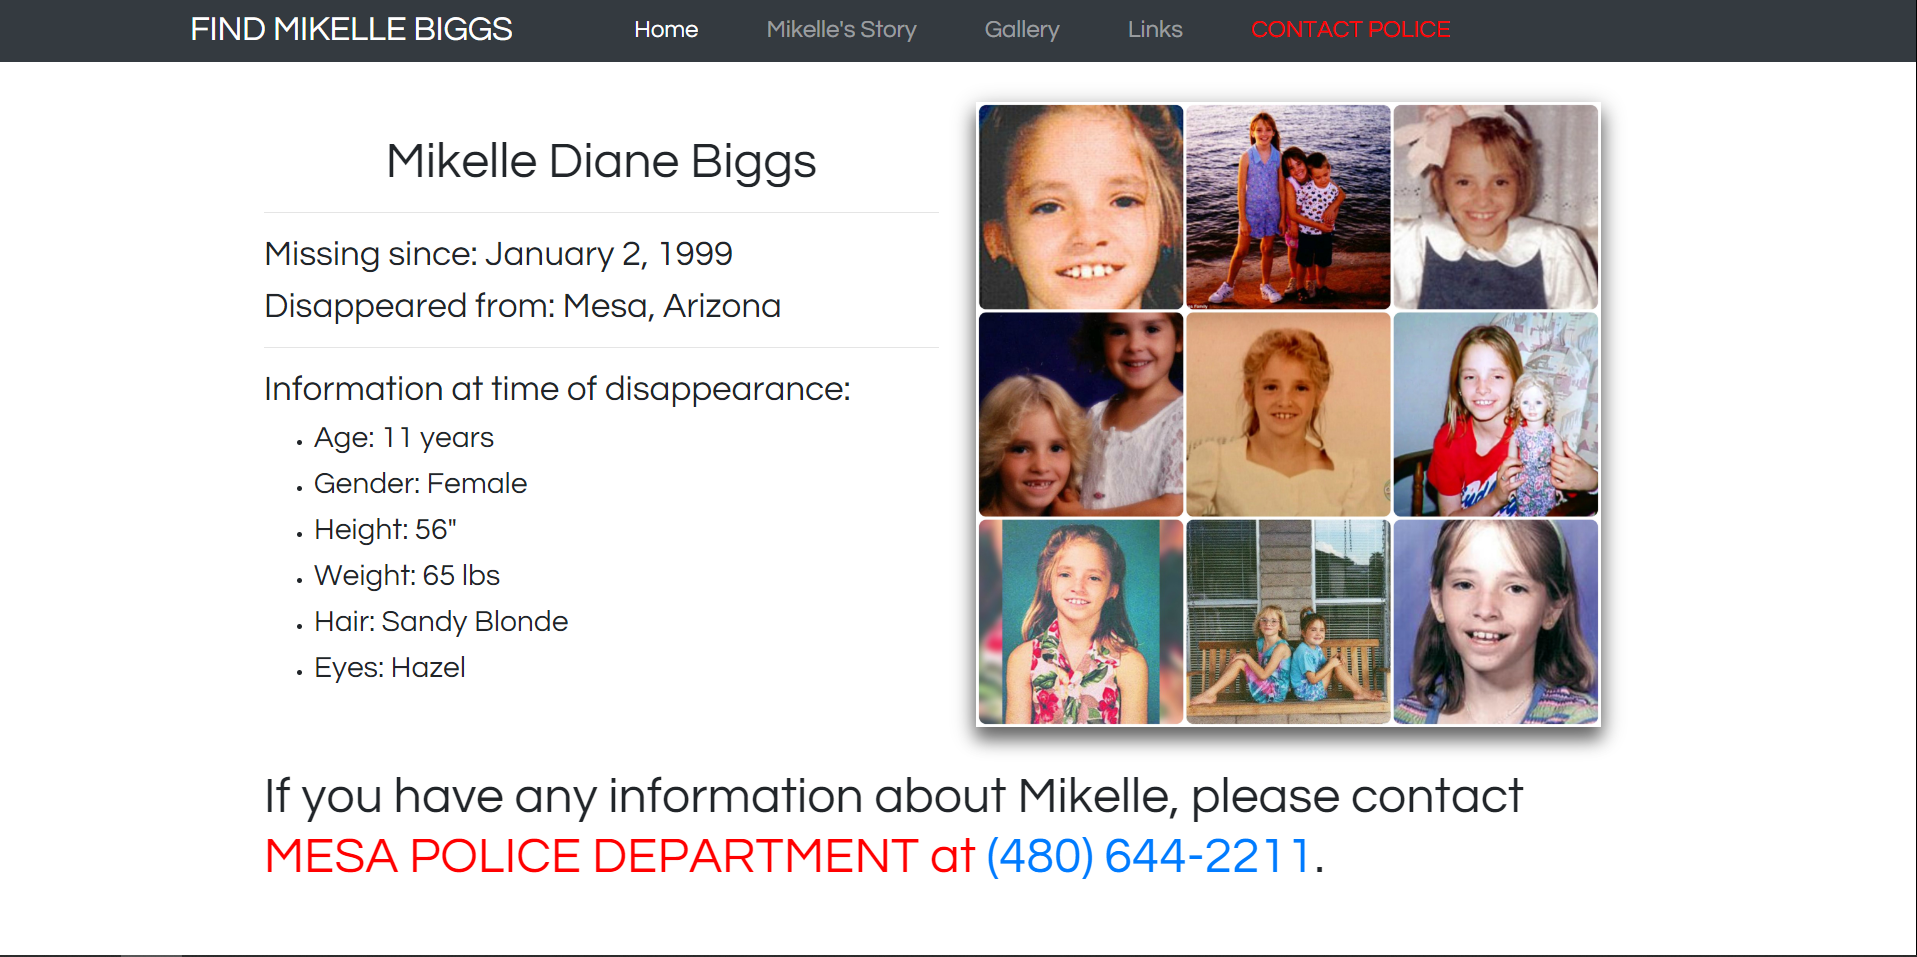 FIND MIKELLE BIGGS Home Mikelle's Story Gallery Links CONTACT POLICE
Mikelle Diane Biggs
Missing since: January 2, 1999
Disappeared from: Mesa, Arizona
Information at time of disappearance:
• Age: 11 years
• Gender: Female
• Height: 56"
• Weight: 65 lbs
• Hair: Sandy Blonde
• Eyes: Hazel
If you have any information about Mikelle, please contact
MESA POLICE DEPARTMENT at (480) 644-2211.